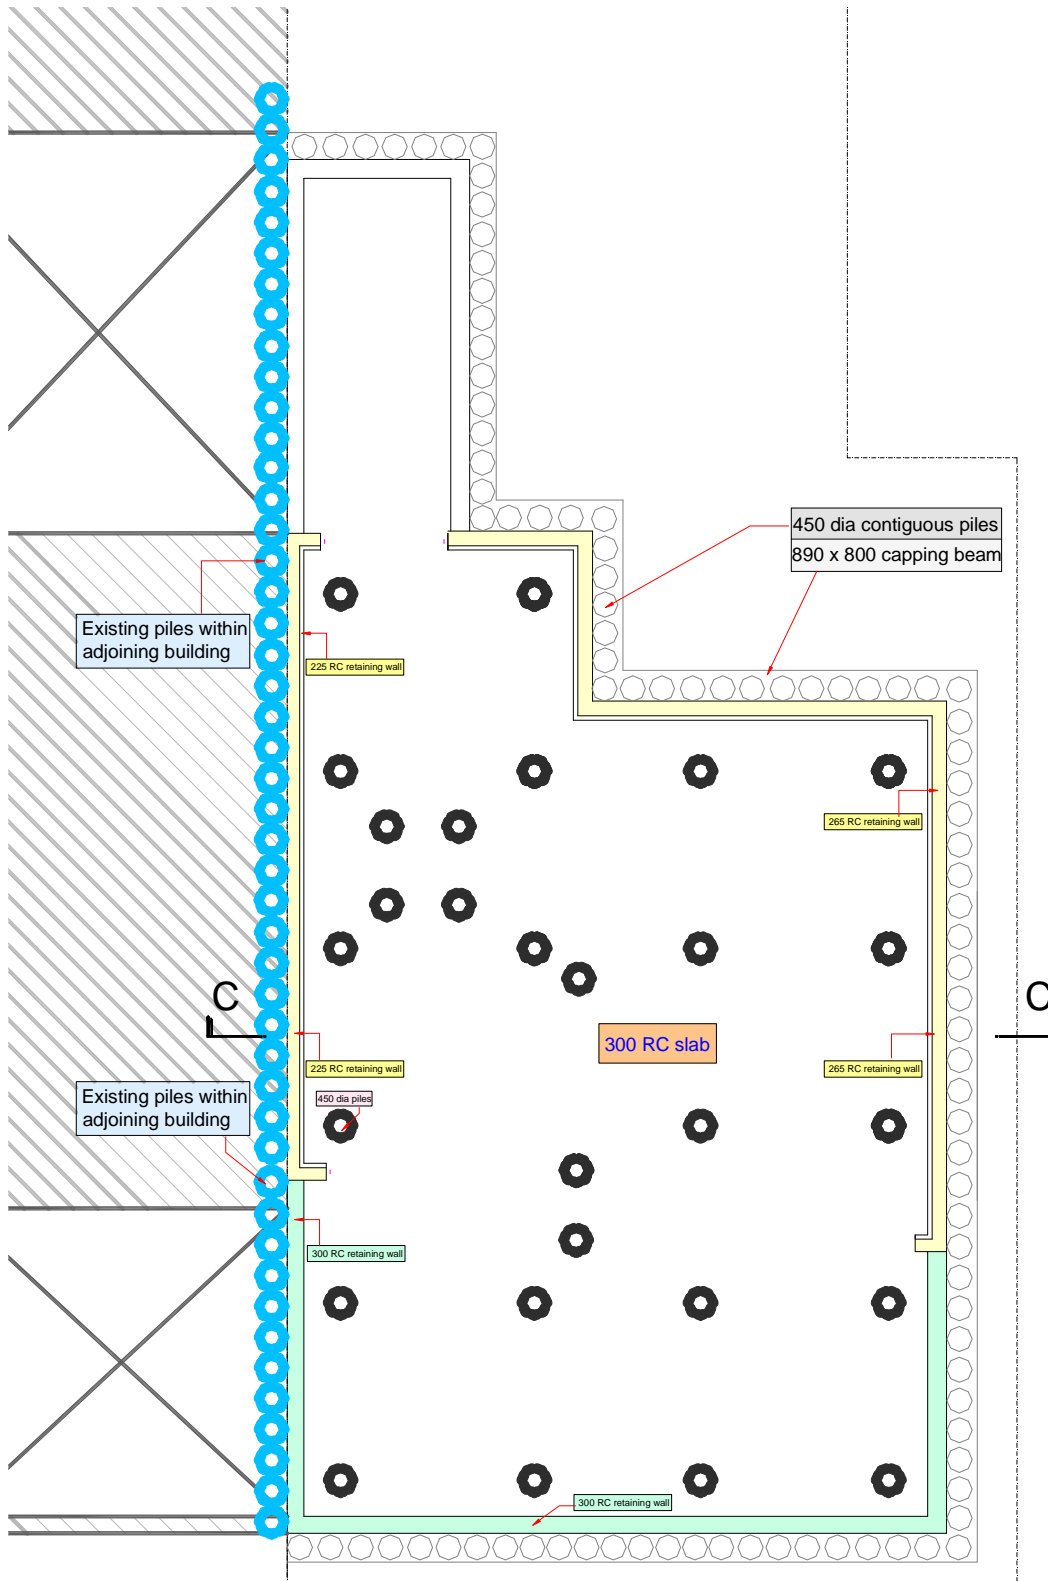 450 dia contiguous piles
890 x 800 capping beam
Existing piles within
adjoining building
225 RC retaining wall
265 RC retaining wall
C
C
300 RC slab
225 RC retaining wall
265 RC retaining wall
Existing piles within
adjoining building
450 dia piles
300 RC retaining wall
300 RC retaining wall